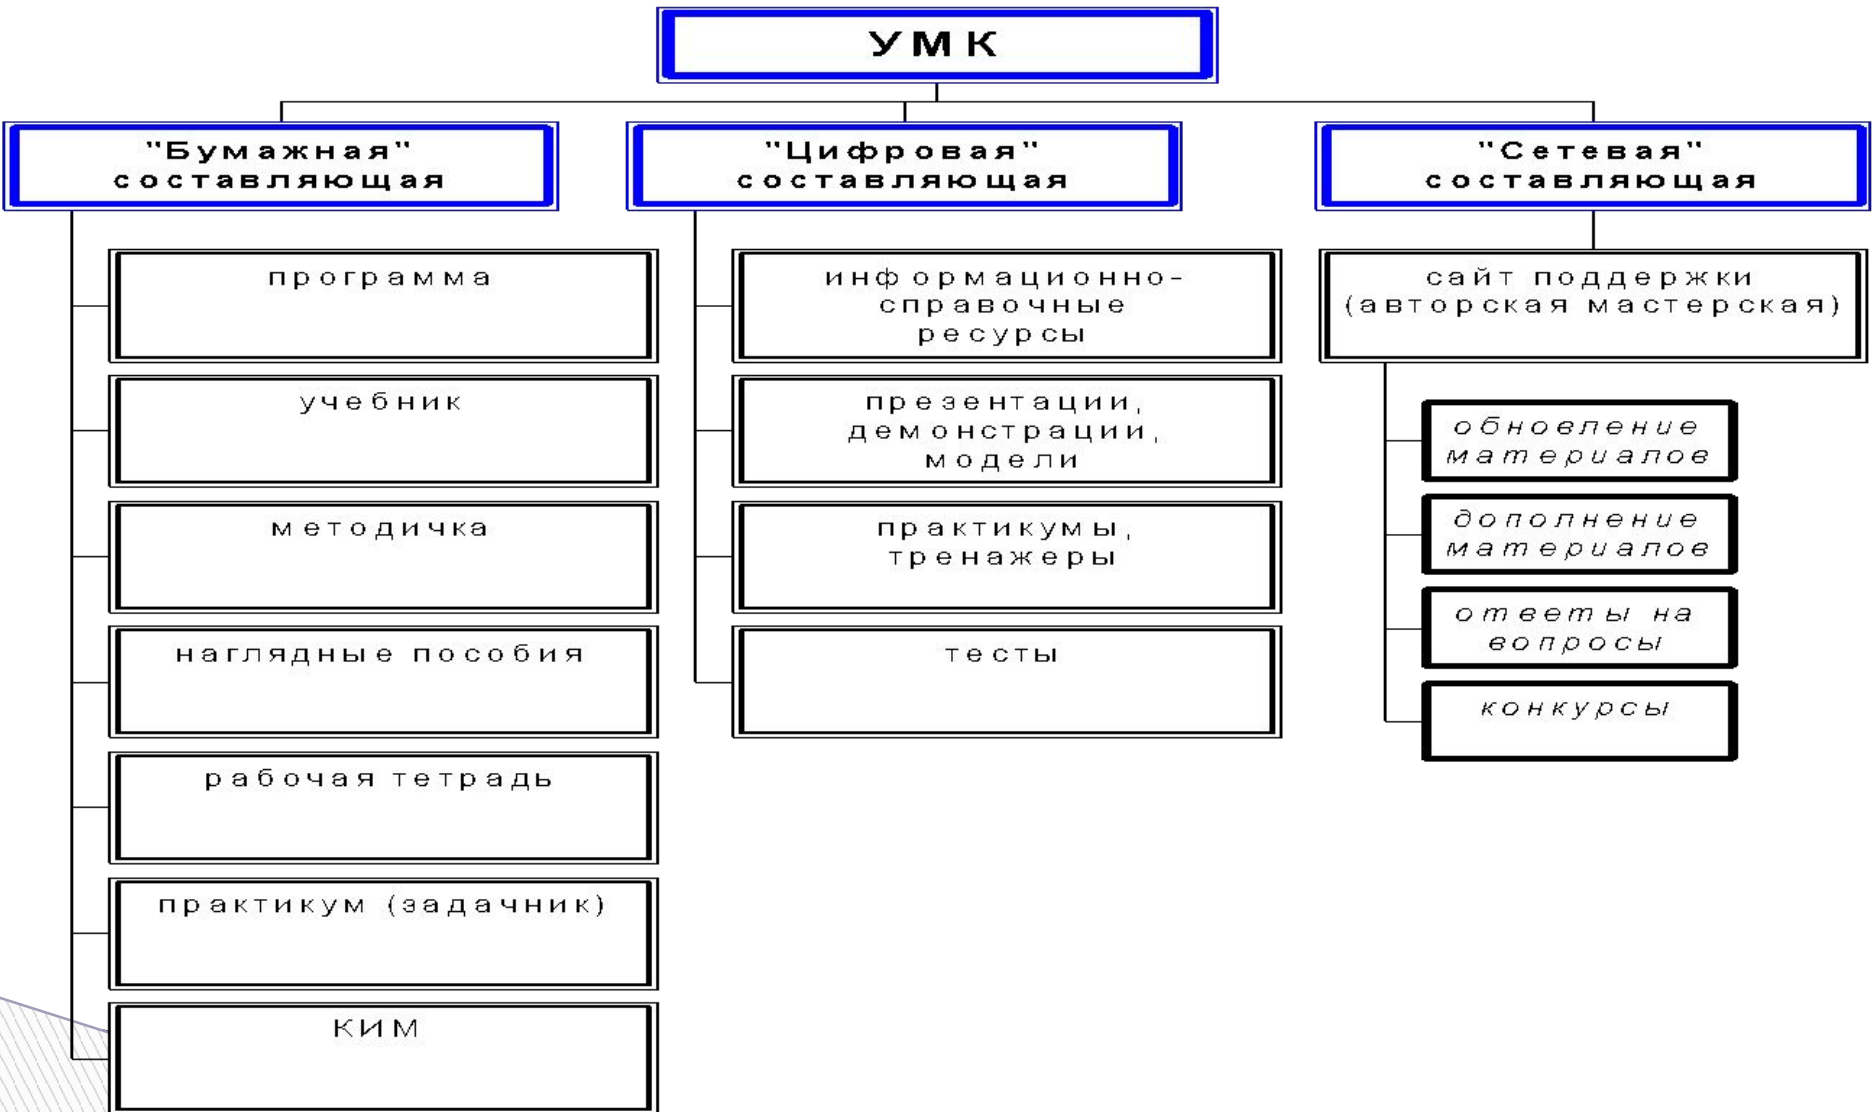 УМК
"Бумажная"
составляющая
программа
учебник
методичка
наглядные пособия
рабочая тетрадь
практикум (задачник)
КИМ
"Цифровая"
составляющая
информационно-
справочные
ресурсы
презентации,
демонстрации,
модели
практикумы,
тренажеры
тесты
"Сетевая"
составляющая
сайт поддержки
(авторская мастерская)
обновление
материалов
дополнение
материалов
ответы на
вопросы
конкурсы